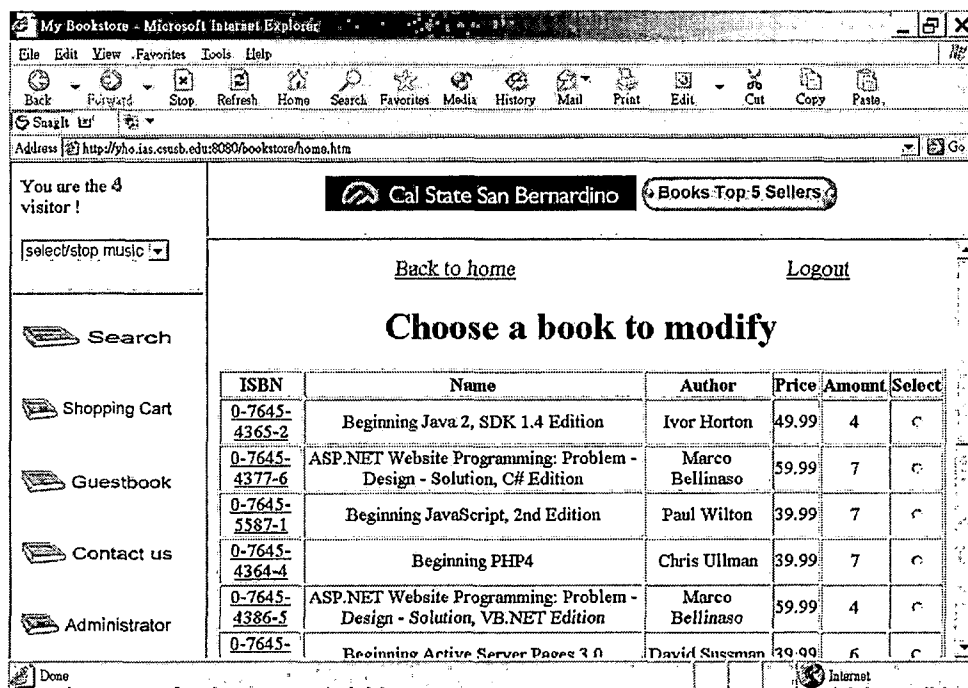 My Bookstore - Microsoft Internet Explorer
File Edit View Favorites Tools Help
Back Forward Stop Refresh Home Search Favorites Media History Mail Print Edit Cut Copy Paste
SnagIt
Address http://yho.ias.csusb.edu:8080/bookstore/home.htm Go
You are the 4
visitor !
select/stop music
Cal State San Bernardino
Books Top 5 Sellers
Search
Shopping Cart
Guestbook
Contact us
Administrator
Back to home Logout
Choose a book to modify
ISBN Name Author Price Amount Select
0-7645-4365-2 Beginning Java 2, SDK 1.4 Edition Ivor Horton 49.99 4
0-7645-4377-6 ASP.NET Website Programming: Problem - Design - Solution, C# Edition Marco Bellinaso 59.99 7
0-7645-5587-1 Beginning JavaScript, 2nd Edition Paul Wilton 39.99 7
0-7645-4364-4 Beginning PHP4 Chris Ullman 39.99 7
0-7645-4386-5 ASP.NET Website Programming: Problem - Design - Solution, VB.NET Edition Marco Bellinaso 59.99 4
0-7645- Beginning Active Server Pages 3.0 David Sussman 39.99 6
Done Internet